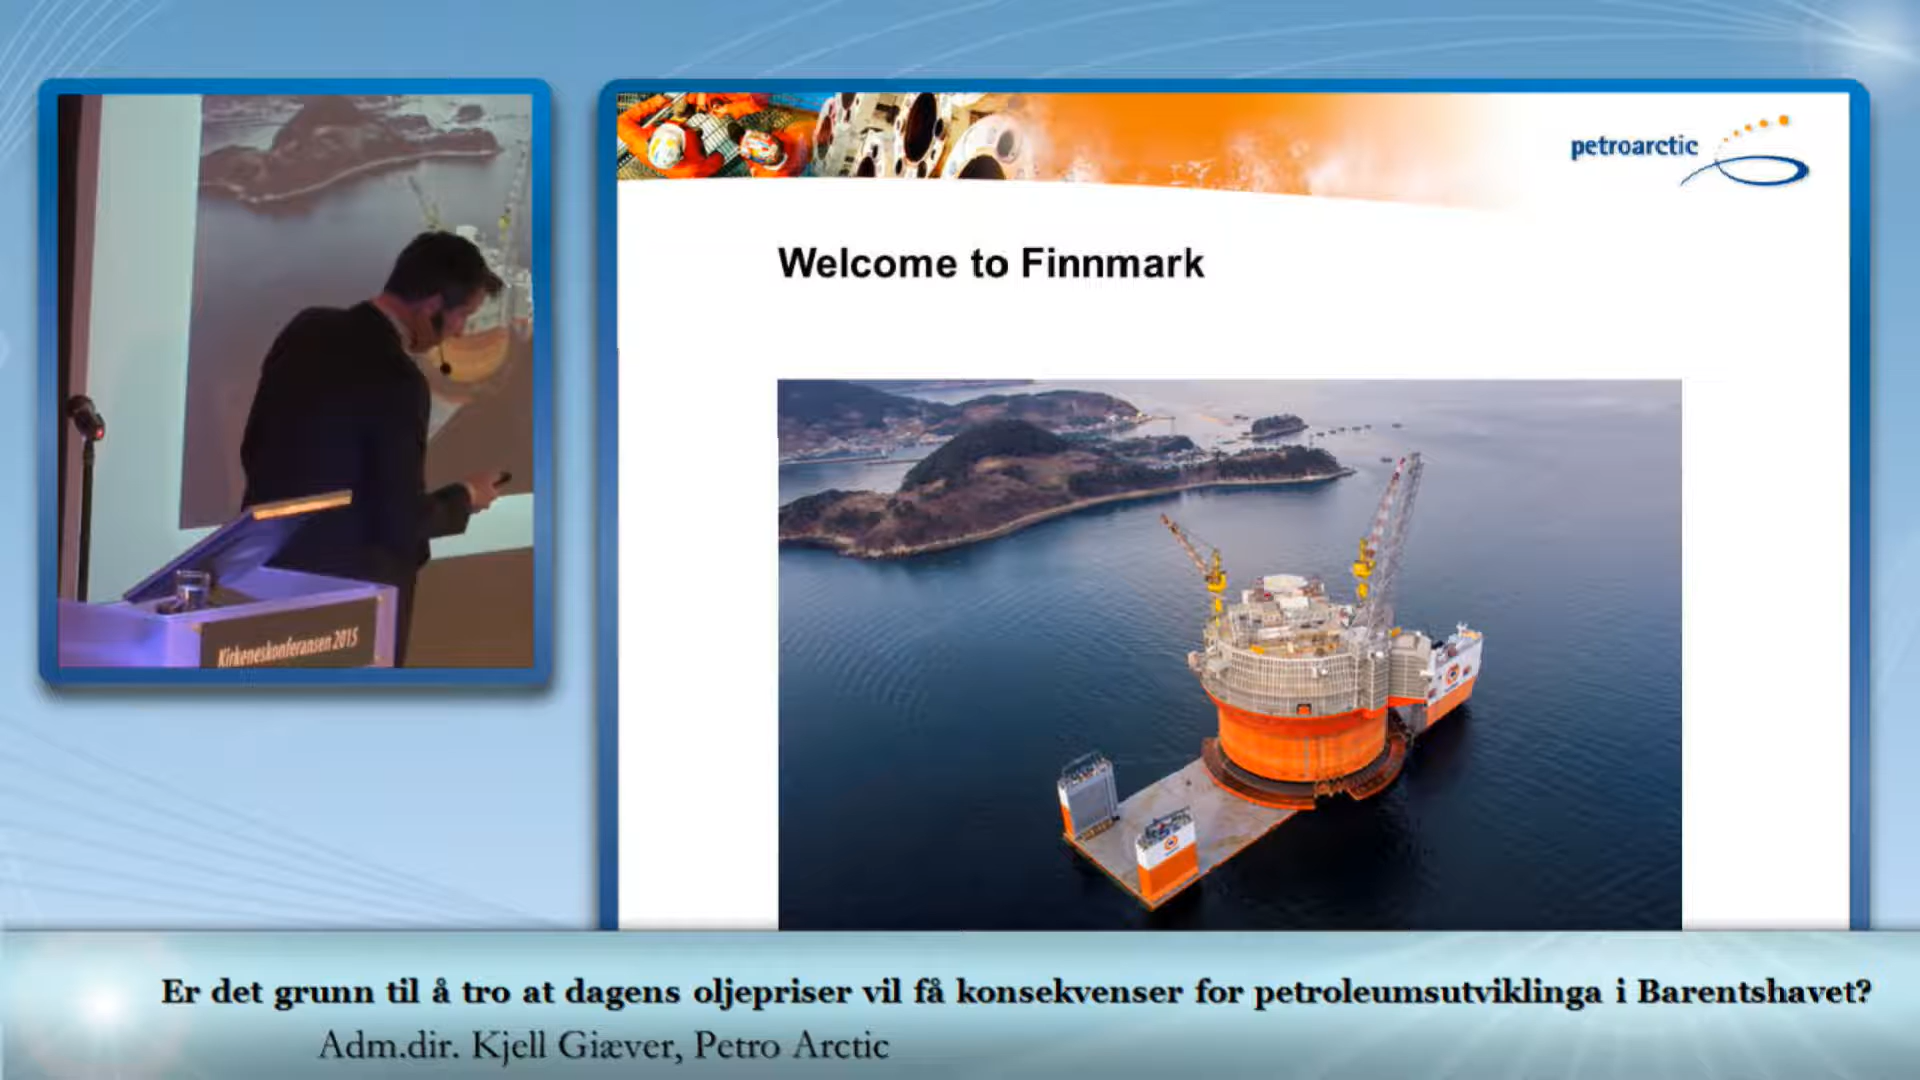 petroarctic
Welcome to Finnmark
Kirkeneskonferansen 2015
Er det grunn til å tro at dagens oljepriser vil få konsekvenser for petroleumsutviklinga i Barentshavet?
Adm.dir. Kjell Giæver, Petro Arctic